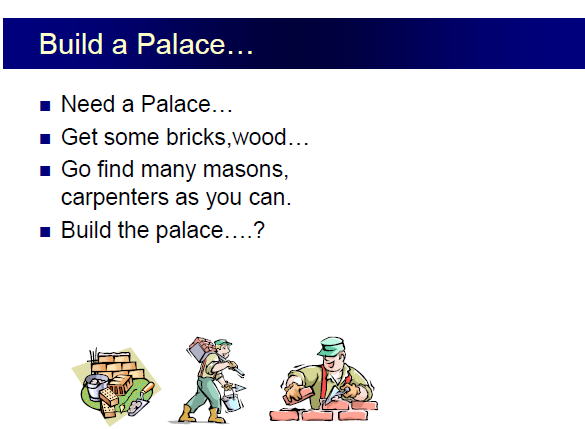 Build a Palace…
Need a Palace…
Get some bricks,wood…
Go find many masons,
carpenters as you can.
Build the palace….?